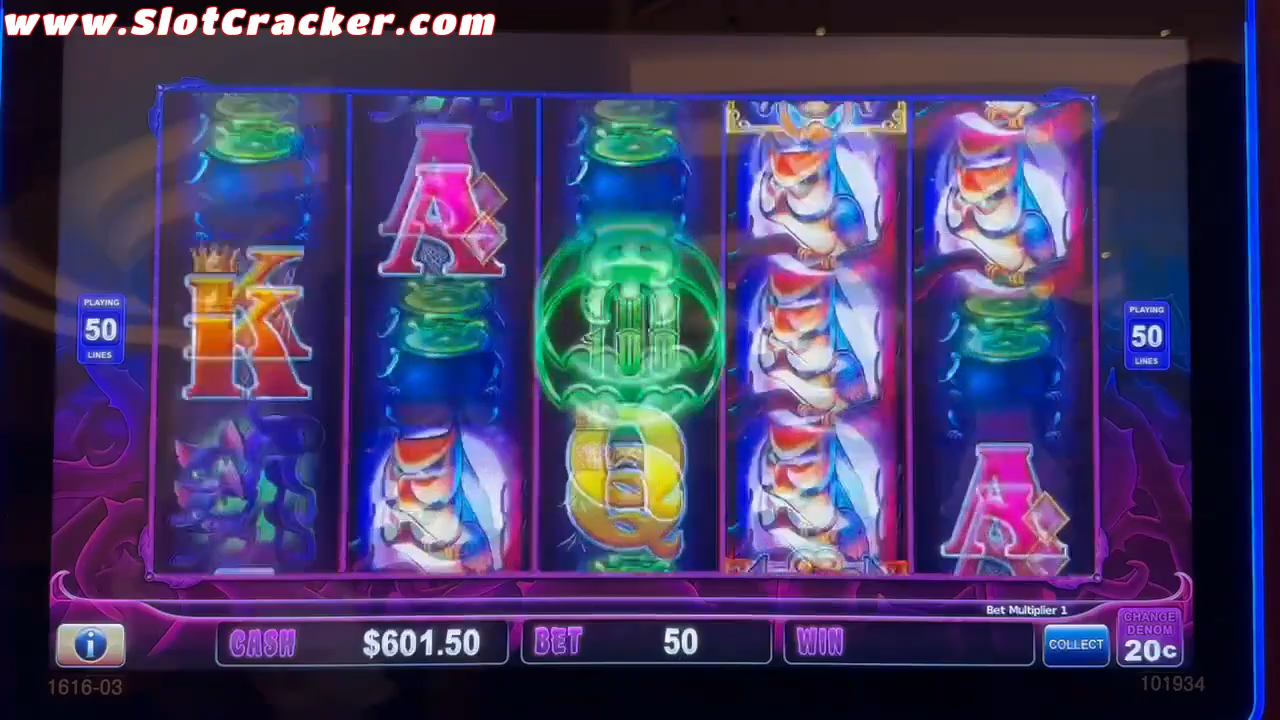 www.SlotCracker.com
K
A
Q
A
PLAYING
50
LINES
PLAYING
50
LINES
Bet Multiplier 1
CASH $601.50
BET 50
WIN
COLLECT
CHANGE
DENOM
20¢
1616-03
101934